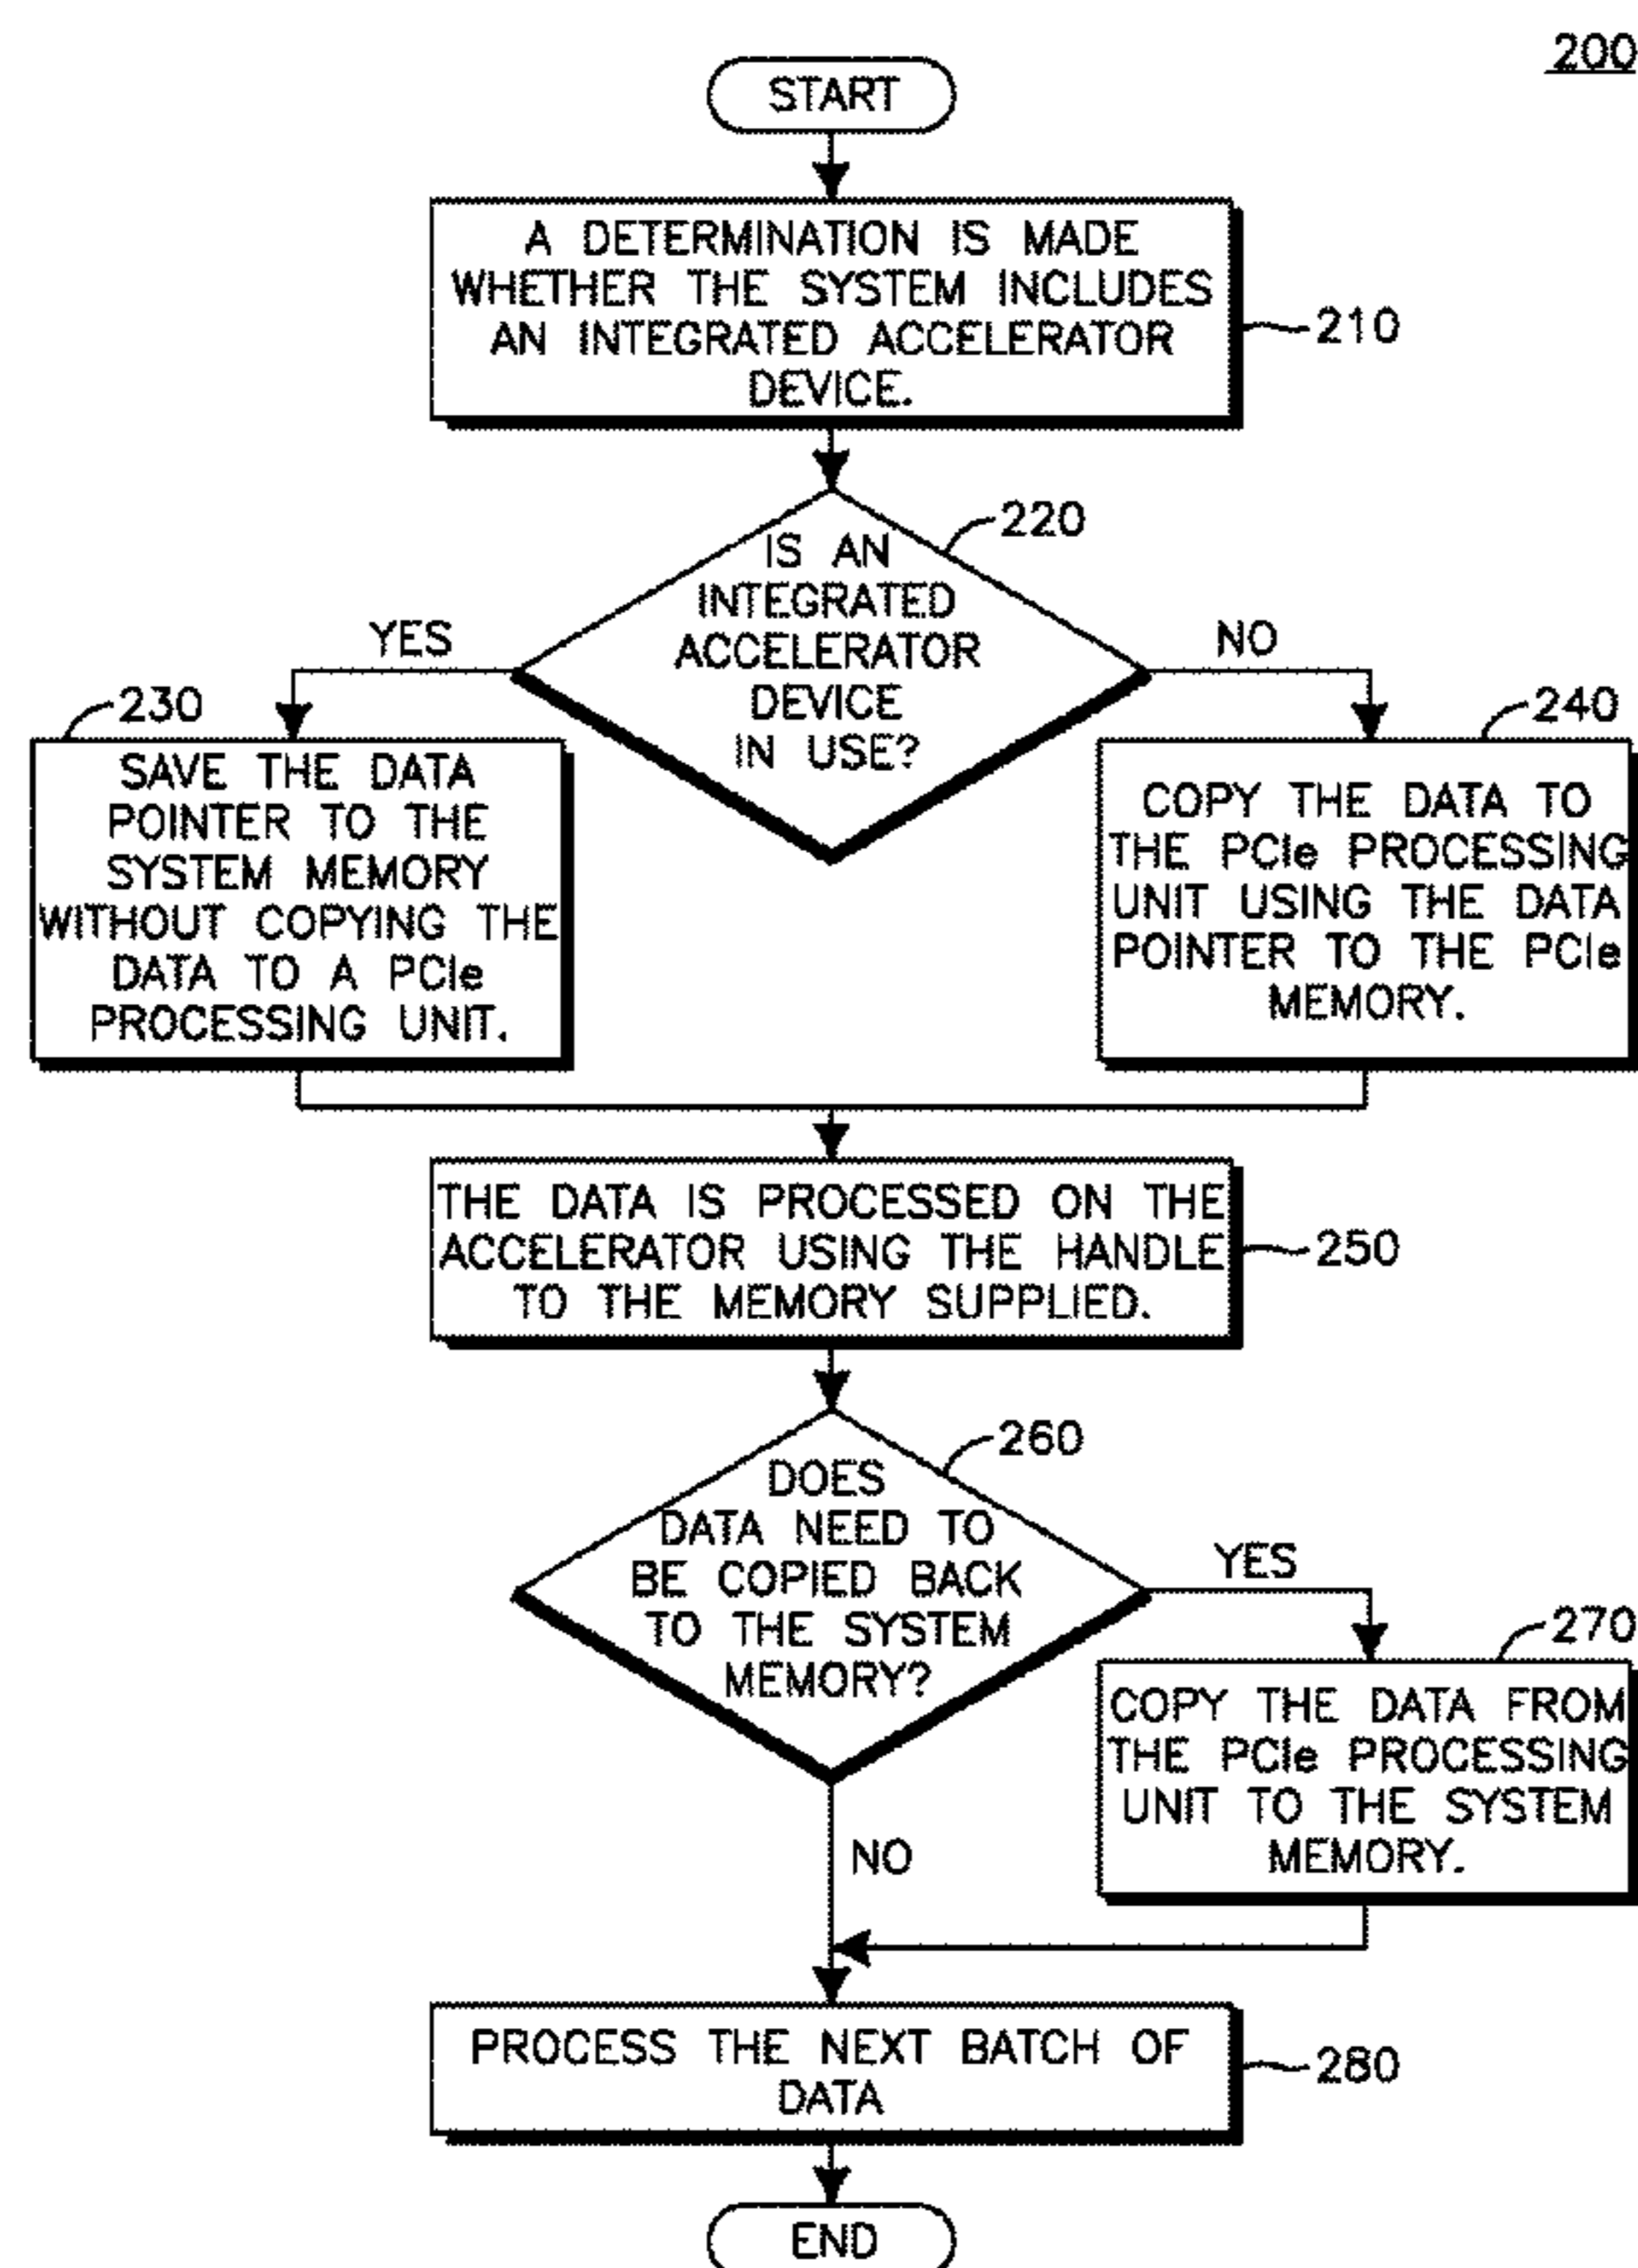 200
START
A DETERMINATION IS MADE
WHETHER THE SYSTEM INCLUDES
AN INTEGRATED ACCELERATOR
DEVICE.
210
220
IS AN
INTEGRATED
ACCELERATOR
DEVICE
IN USE?
YES
NO
230
SAVE THE DATA
POINTER TO THE
SYSTEM MEMORY
WITHOUT COPYING THE
DATA TO A PCIe
PROCESSING UNIT.
240
COPY THE DATA TO
THE PCIe PROCESSING
UNIT USING THE DATA
POINTER TO THE PCIe
MEMORY.
THE DATA IS PROCESSED ON THE
ACCELERATOR USING THE HANDLE
TO THE MEMORY SUPPLIED.
250
260
DOES
DATA NEED TO
BE COPIED BACK
TO THE SYSTEM
MEMORY?
YES
270
COPY THE DATA FROM
THE PCIe PROCESSING
UNIT TO THE SYSTEM
MEMORY.
NO
PROCESS THE NEXT BATCH OF
DATA
280
END